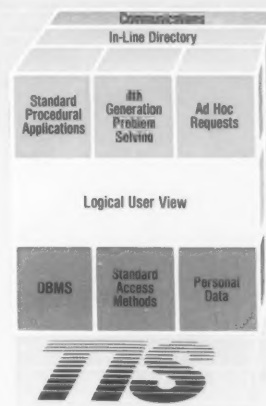 Communications
In-Line Directory
Standard
Procedural
Applications
4th
Generation
Problem
Solving
Ad Hoc
Requests
Logical User View
DBMS
Standard
Access
Methods
Personal
Data
TIS